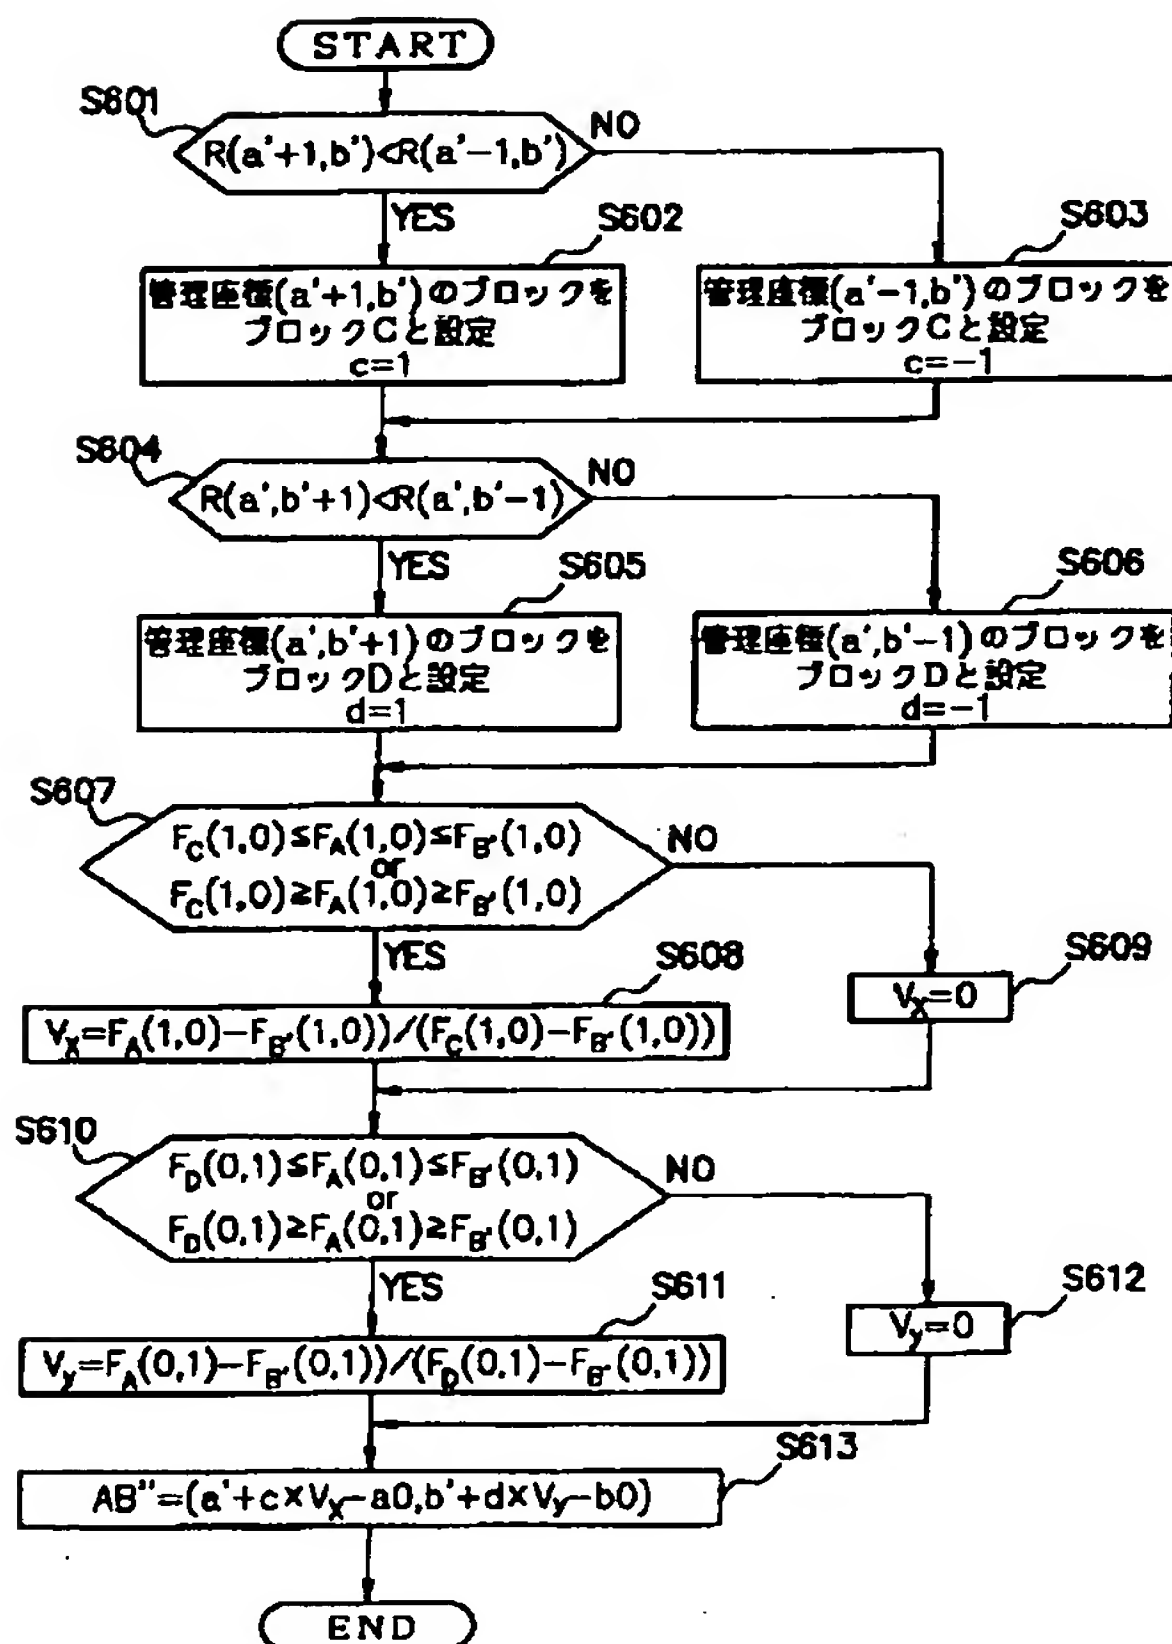 START
S601
R(a'+1,b')<R(a'-1,b')
NO
YES
S602
S603
管理座標(a'+1,b')のブロックを
ブロックCと設定
c=1
管理座標(a'-1,b')のブロックを
ブロックCと設定
c=-1
S604
R(a',b'+1)<R(a',b'-1)
NO
YES
S605
S606
管理座標(a',b'+1)のブロックを
ブロックDと設定
d=1
管理座標(a',b'-1)のブロックを
ブロックDと設定
d=-1
S607
F_C(1,0)≦F_A(1,0)≦F_B'(1,0)
or
F_C(1,0)≧F_A(1,0)≧F_B'(1,0)
NO
YES
S608
S609
V_X=F_A(1,0)-F_B'(1,0))/(F_C(1,0)-F_B'(1,0))
V_X=0
S610
F_D(0,1)≦F_A(0,1)≦F_B'(0,1)
or
F_D(0,1)≧F_A(0,1)≧F_B'(0,1)
NO
YES
S611
S612
V_y=F_A(0,1)-F_B'(0,1))/(F_D(0,1)-F_B'(0,1))
V_y=0
S613
AB"=(a'+c×V_X-a0,b'+d×V_y-b0)
END